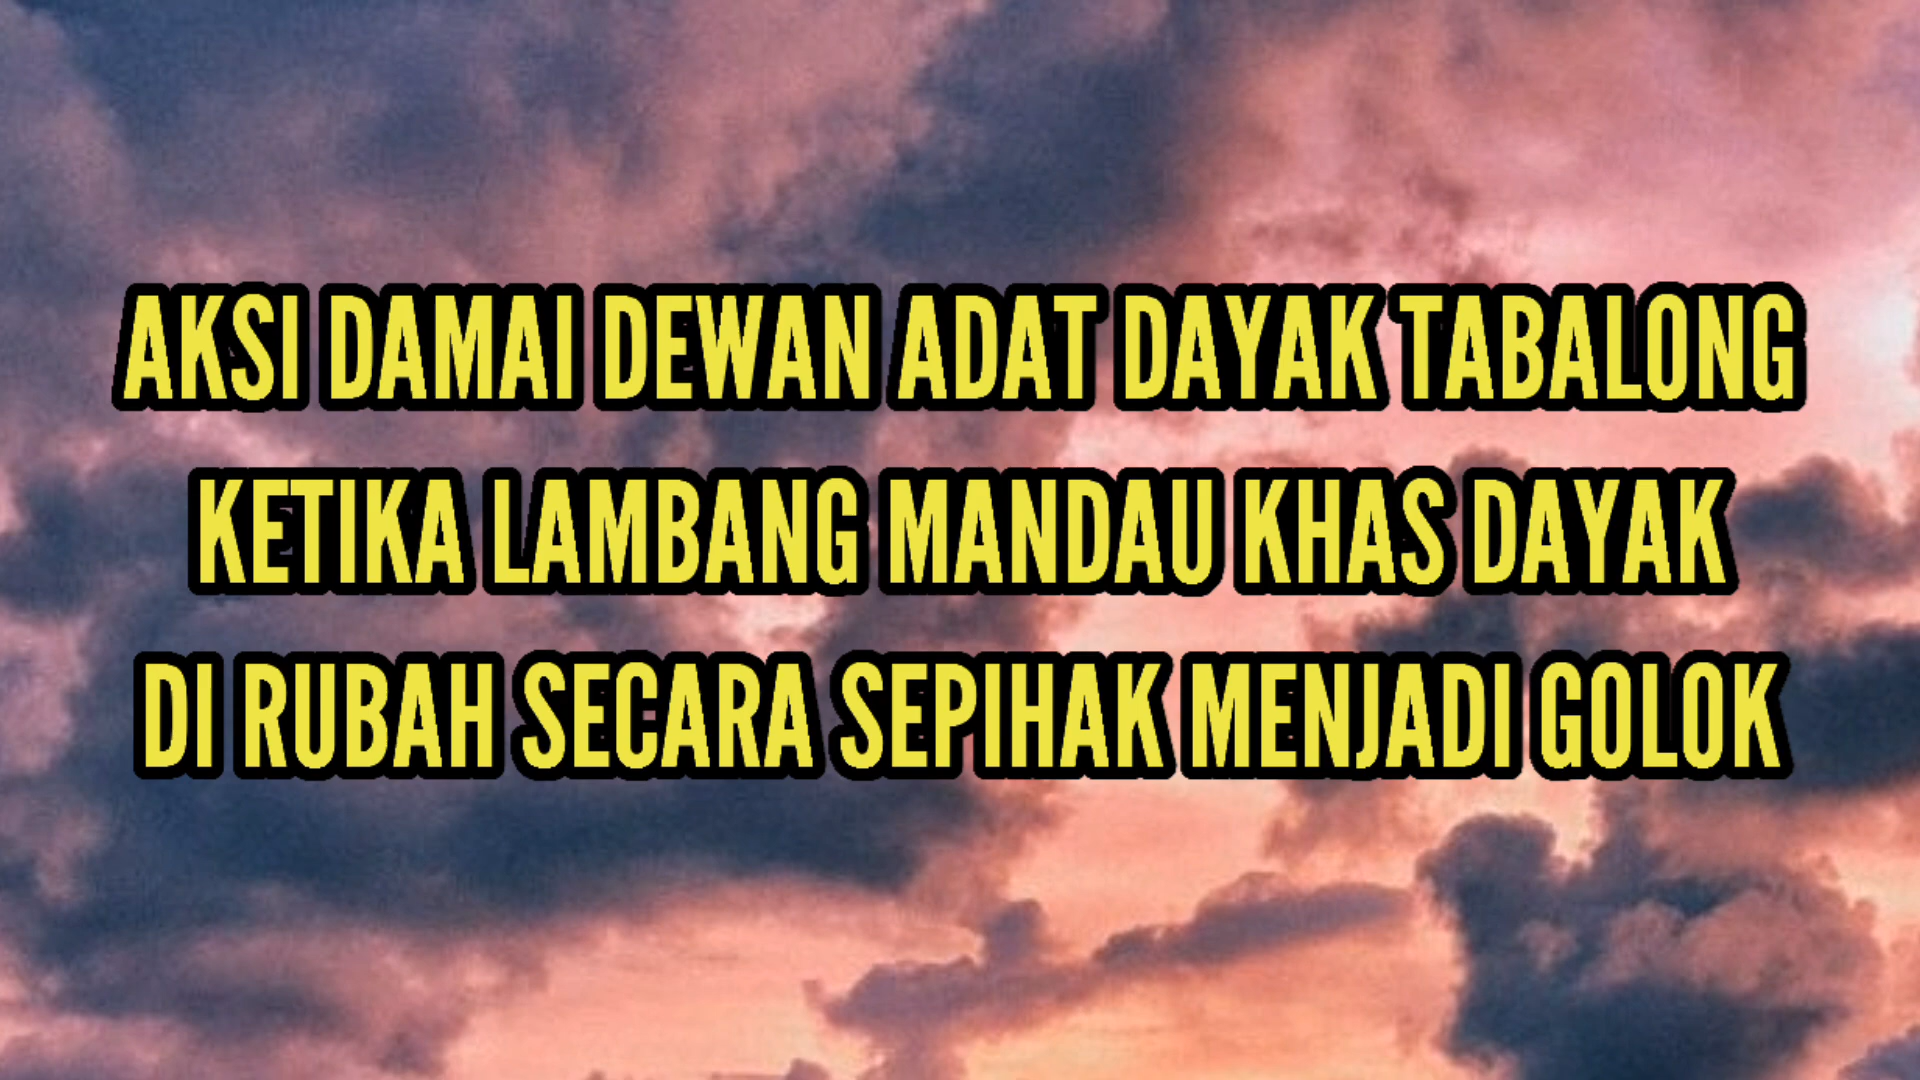 AKSI DAMAI DEWAN ADAT DAYAK TABALONG
KETIKA LAMBANG MANDAU KHAS DAYAK
DI RUBAH SECARA SEPIHAK MENJADI GOLOK